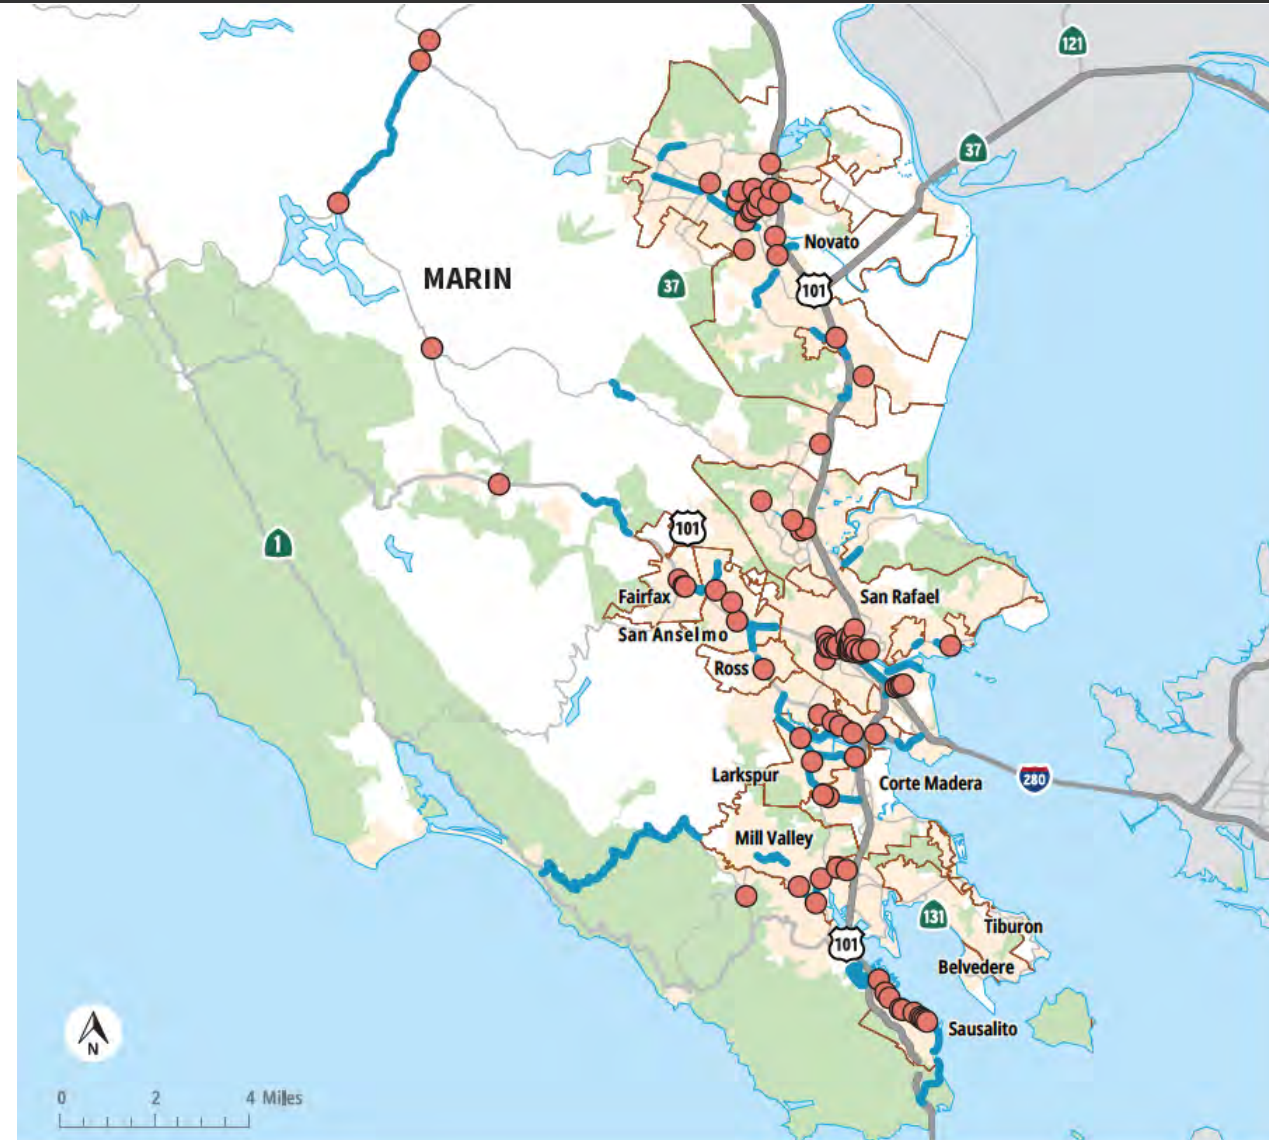 121
37
Novato
MARIN
37
101
101
1
Fairfax
San Rafael
San Anselmo
Ross
Larkspur
Corte Madera
280
Mill Valley
131
Tiburon
101
Belvedere
Sausalito
N
0 2 4 Miles